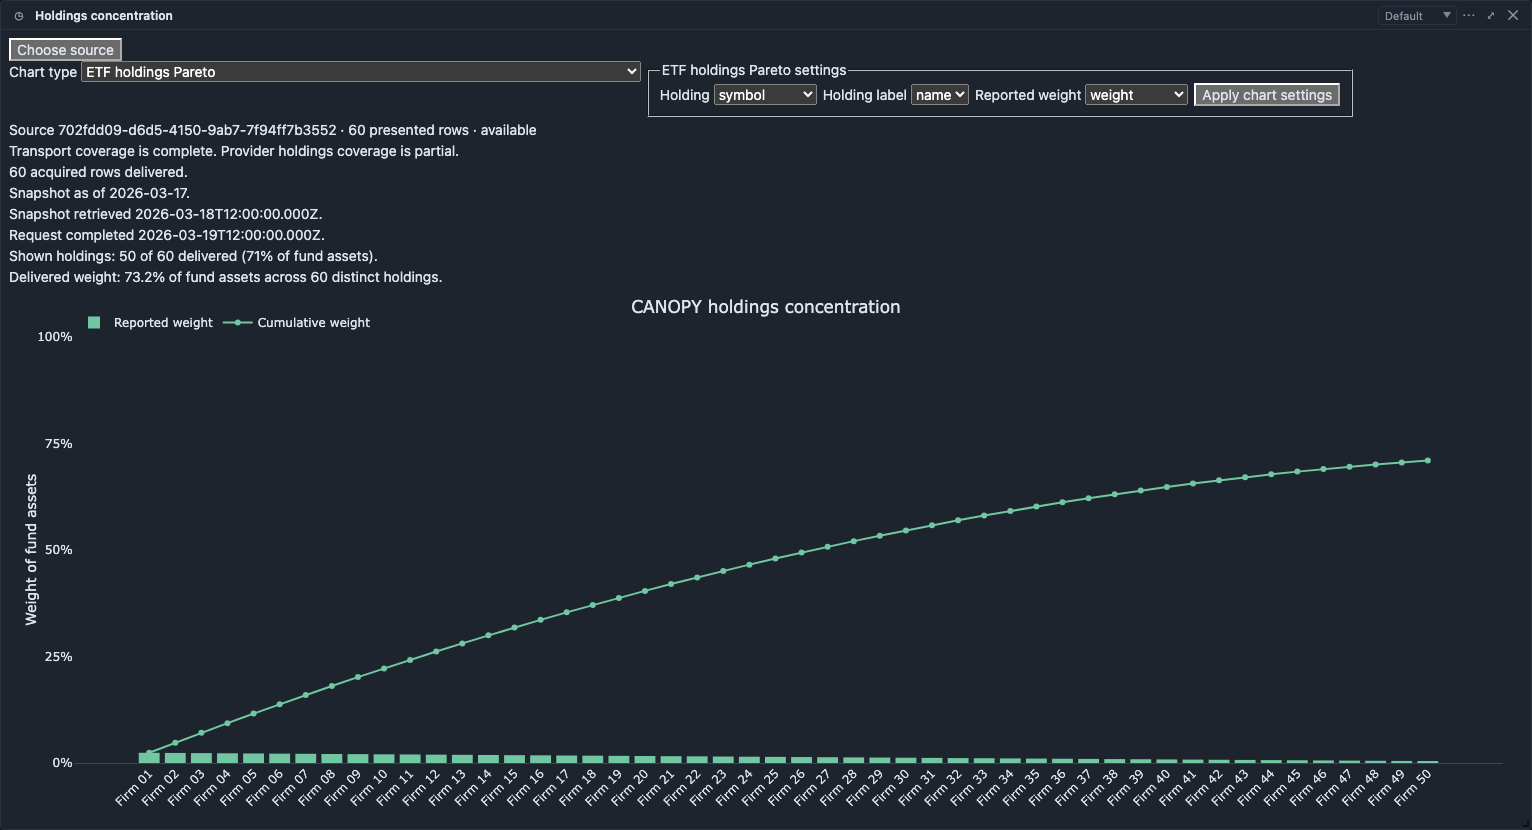 Holdings concentration
Default
Choose source
Chart type ETF holdings Pareto
ETF holdings Pareto settings
Holding symbol Holding label name Reported weight weight Apply chart settings
Source 702fdd09-d6d5-4150-9ab7-7f94ff7b3552 · 60 presented rows · available
Transport coverage is complete. Provider holdings coverage is partial.
60 acquired rows delivered.
Snapshot as of 2026-03-17.
Snapshot retrieved 2026-03-18T12:00:00.000Z.
Request completed 2026-03-19T12:00:00.000Z.
Shown holdings: 50 of 60 delivered (71% of fund assets).
Delivered weight: 73.2% of fund assets across 60 distinct holdings.
CANOPY holdings concentration
Reported weight
Cumulative weight
100%
75%
50%
25%
0%
Weight of fund assets
Firm 01
Firm 02
Firm 03
Firm 04
Firm 05
Firm 06
Firm 07
Firm 08
Firm 09
Firm 10
Firm 11
Firm 12
Firm 13
Firm 14
Firm 15
Firm 16
Firm 17
Firm 18
Firm 19
Firm 20
Firm 21
Firm 22
Firm 23
Firm 24
Firm 25
Firm 26
Firm 27
Firm 28
Firm 29
Firm 30
Firm 31
Firm 32
Firm 33
Firm 34
Firm 35
Firm 36
Firm 37
Firm 38
Firm 39
Firm 40
Firm 41
Firm 42
Firm 43
Firm 44
Firm 45
Firm 46
Firm 47
Firm 48
Firm 49
Firm 50